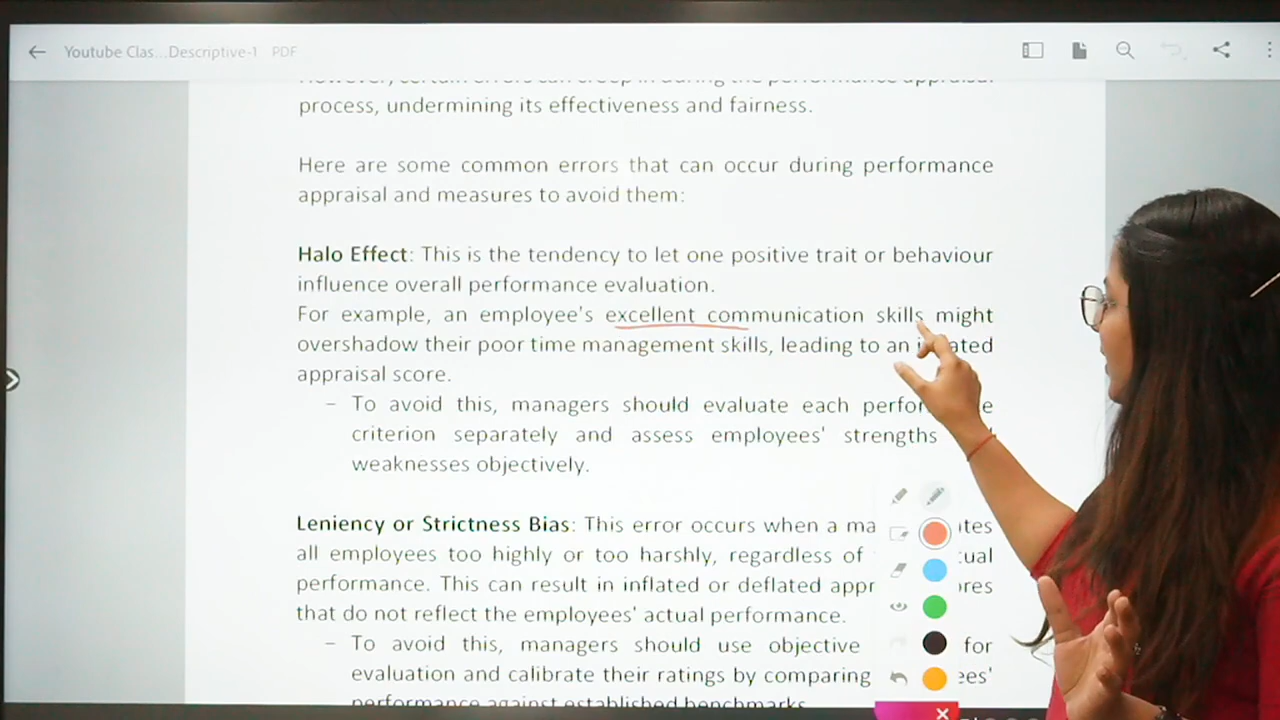 Youtube Clas...Descriptive-1 PDF
process, undermining its effectiveness and fairness.
Here are some common errors that can occur during performance
appraisal and measures to avoid them:
Halo Effect: This is the tendency to let one positive trait or behaviour
influence overall performance evaluation.
For example, an employee's excellent communication skills might
overshadow their poor time management skills, leading to an
appraisal score.
– To avoid this, managers should evaluate each
criterion separately and assess employees' strengths
weaknesses objectively.
Leniency or Strictness Bias: This error occurs when a
all employees too highly or too harshly, regardless of
performance. This can result in inflated or deflated
that do not reflect the employees' actual performance.
– To avoid this, managers should use objective for
evaluation and calibrate their ratings by comparing
performance against established benchmarks